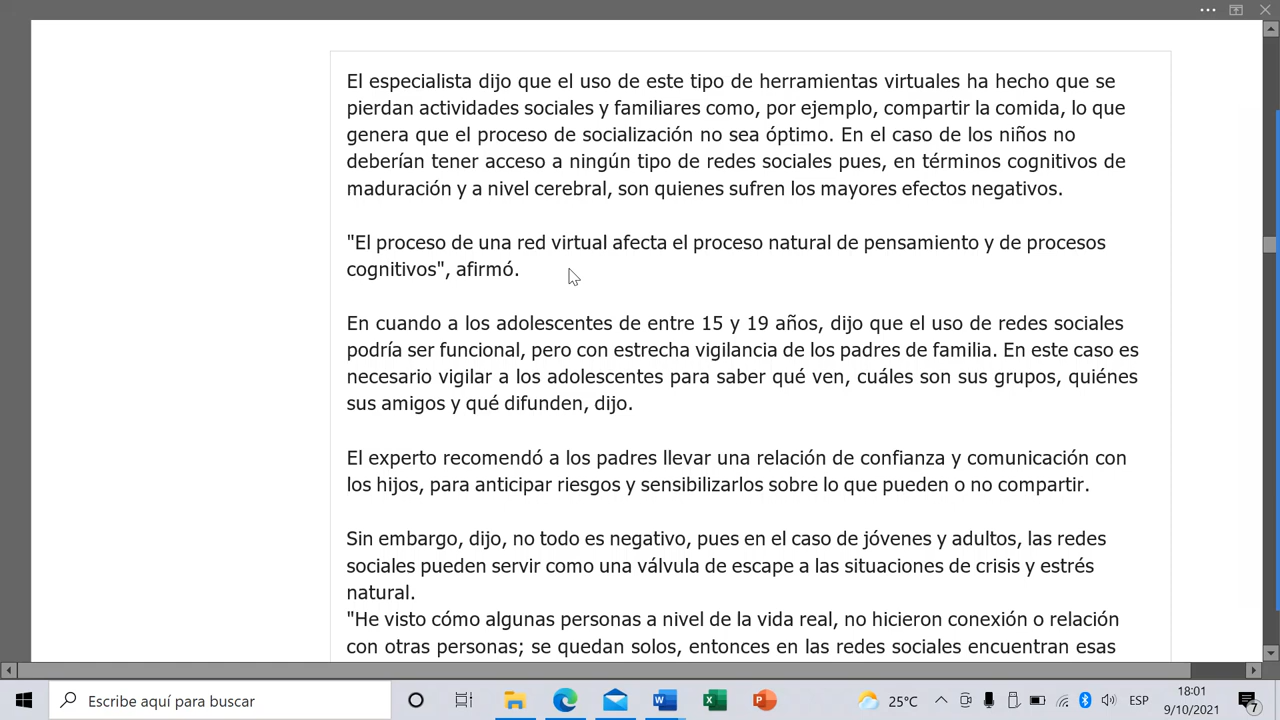 El especialista dijo que el uso de este tipo de herramientas virtuales ha hecho que se
pierdan actividades sociales y familiares como, por ejemplo, compartir la comida, lo que
genera que el proceso de socialización no sea óptimo. En el caso de los niños no
deberían tener acceso a ningún tipo de redes sociales pues, en términos cognitivos de
maduración y a nivel cerebral, son quienes sufren los mayores efectos negativos.
"El proceso de una red virtual afecta el proceso natural de pensamiento y de procesos
cognitivos", afirmó.
En cuando a los adolescentes de entre 15 y 19 años, dijo que el uso de redes sociales
podría ser funcional, pero con estrecha vigilancia de los padres de familia. En este caso es
necesario vigilar a los adolescentes para saber qué ven, cuáles son sus grupos, quiénes
sus amigos y qué difunden, dijo.
El experto recomendó a los padres llevar una relación de confianza y comunicación con
los hijos, para anticipar riesgos y sensibilizarlos sobre lo que pueden o no compartir.
Sin embargo, dijo, no todo es negativo, pues en el caso de jóvenes y adultos, las redes
sociales pueden servir como una válvula de escape a las situaciones de crisis y estrés
natural.
"He visto cómo algunas personas a nivel de la vida real, no hicieron conexión o relación
con otras personas; se quedan solos, entonces en las redes sociales encuentran esas
Escribe aquí para buscar
25°C
ESP
18:01
9/10/2021
7